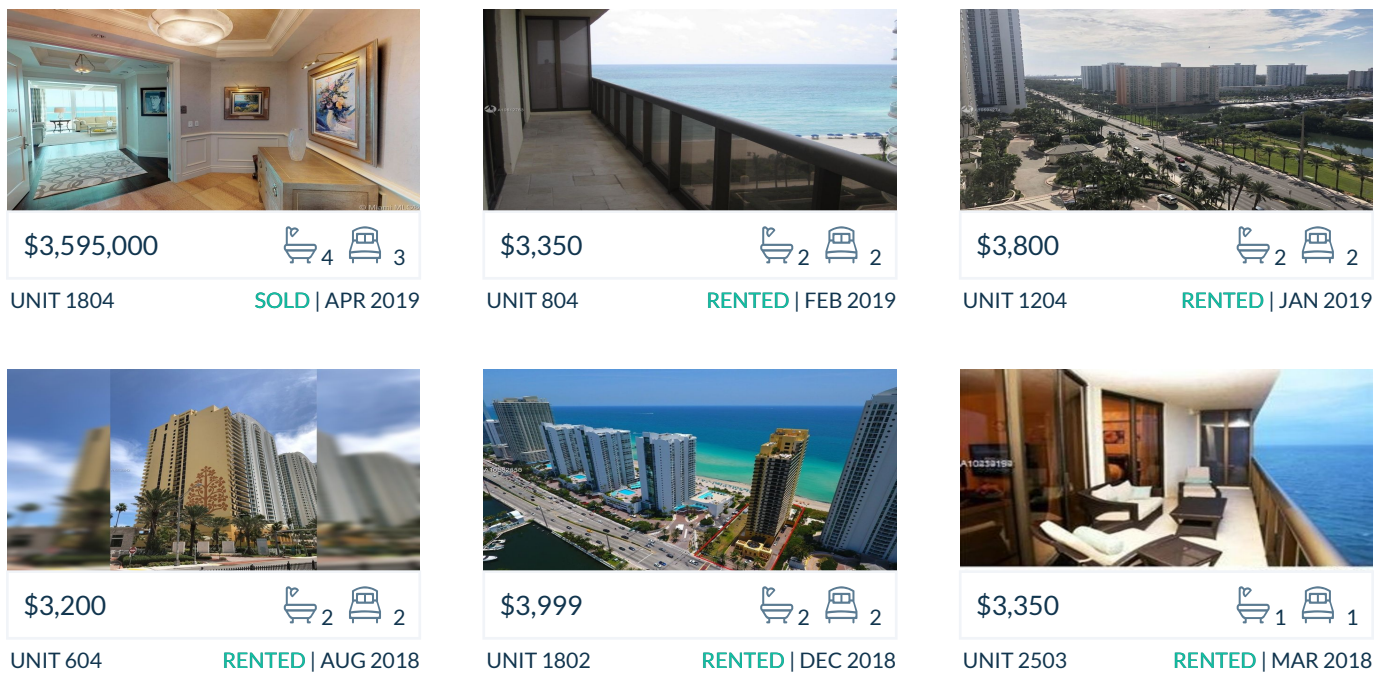 $3,595,000 4 3
UNIT 1804 SOLD | APR 2019
$3,350 2 2
UNIT 804 RENTED | FEB 2019
$3,800 2 2
UNIT 1204 RENTED | JAN 2019
$3,200 2 2
UNIT 604 RENTED | AUG 2018
$3,999 2 2
UNIT 1802 RENTED | DEC 2018
$3,350 1 1
UNIT 2503 RENTED | MAR 2018